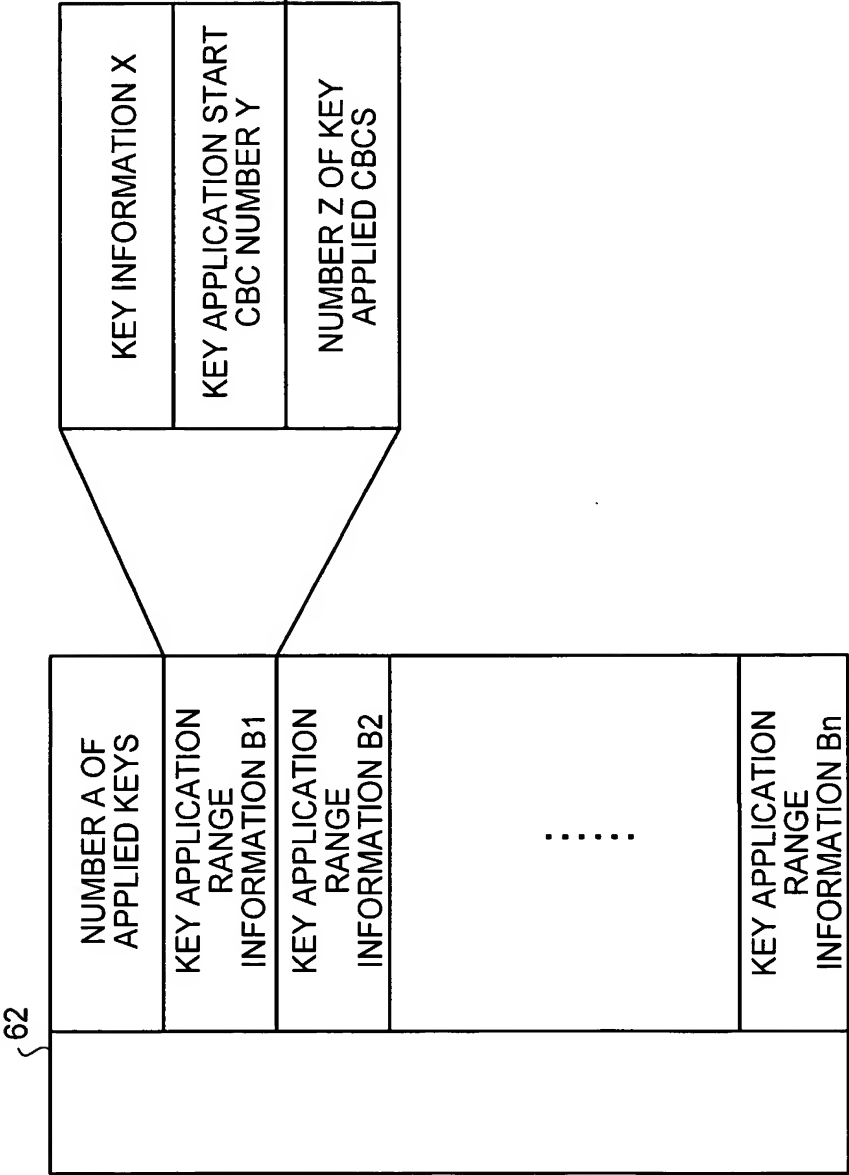 62
NUMBER A OF
APPLIED KEYS
KEY APPLICATION
RANGE
INFORMATION B1
KEY APPLICATION
RANGE
INFORMATION B2
......
KEY APPLICATION
RANGE
INFORMATION Bn
KEY INFORMATION X
KEY APPLICATION START
CBC NUMBER Y
NUMBER Z OF KEY
APPLIED CBCS